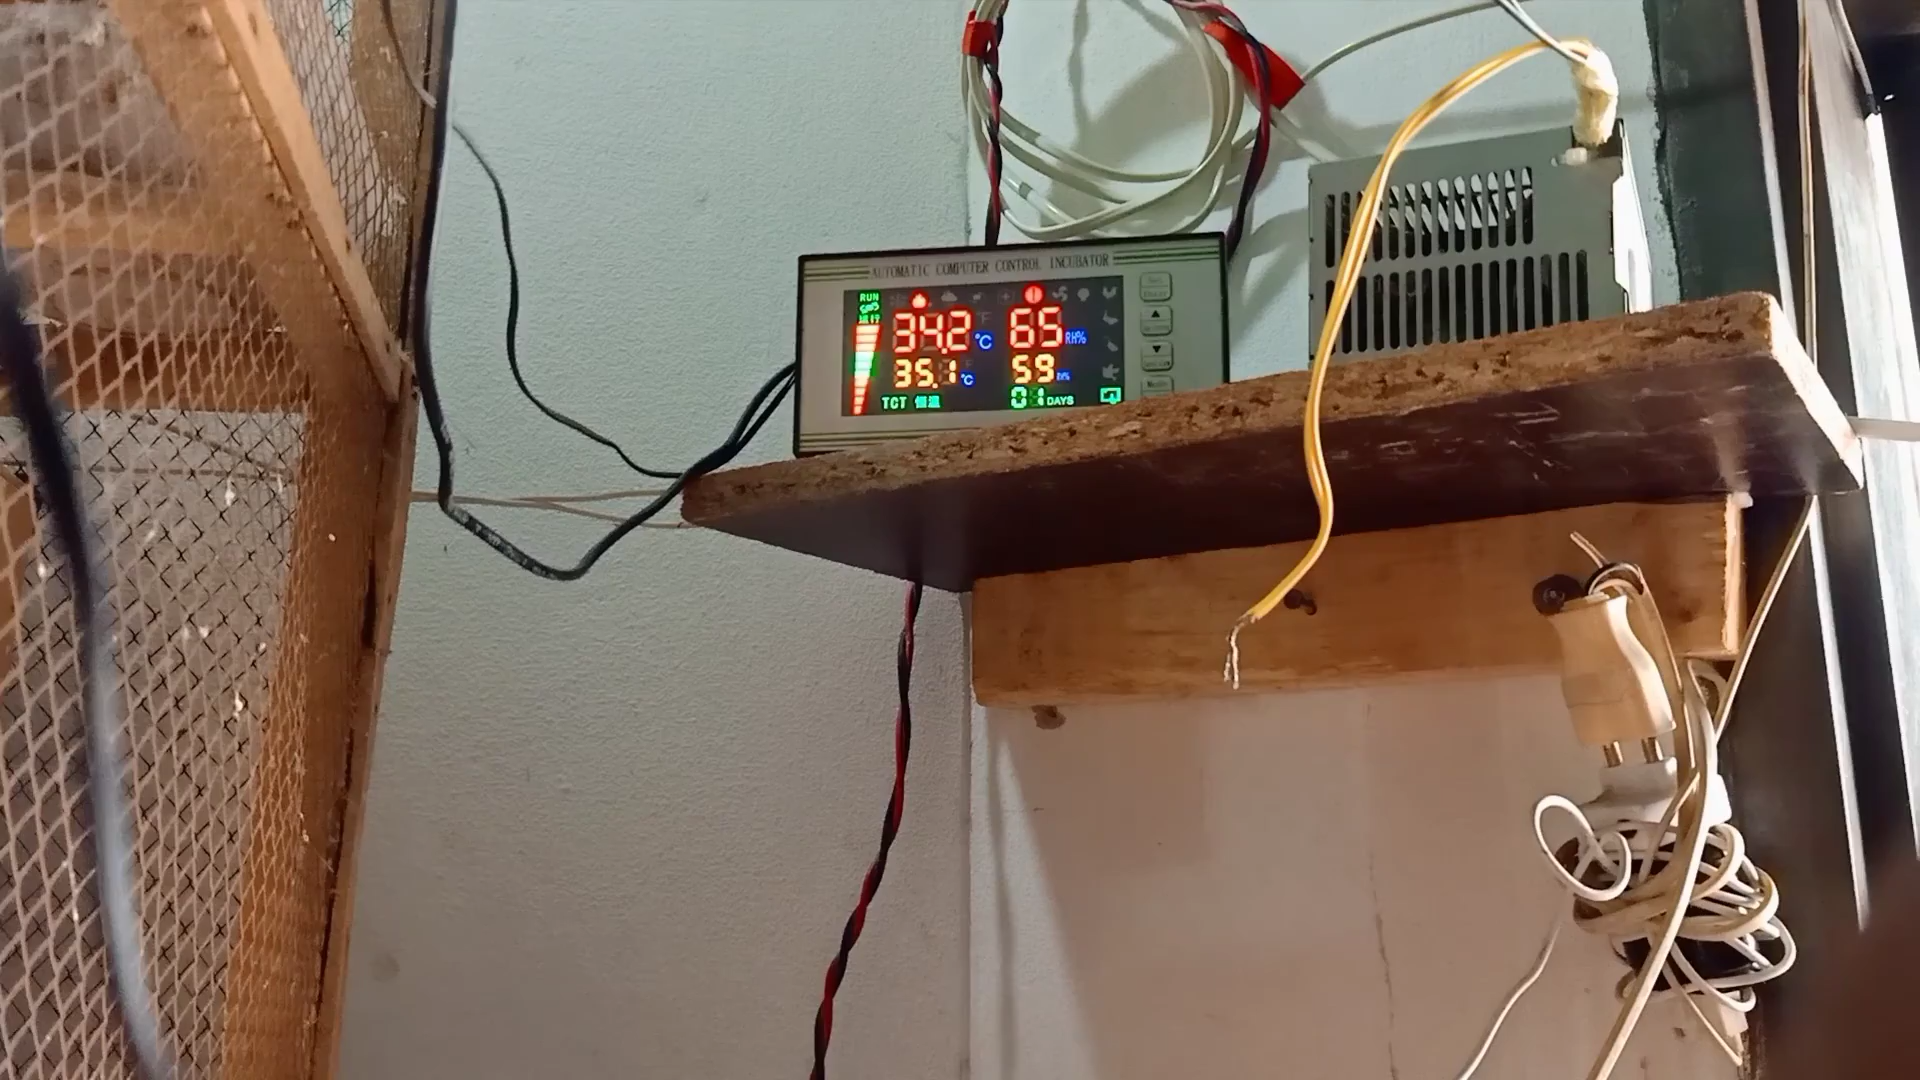 AUTOMATIC COMPUTER CONTROL INCUBATOR
RUN
34.2 °C 65 RH%
35.1 °C 59
TCT 恒温 01 DAYS